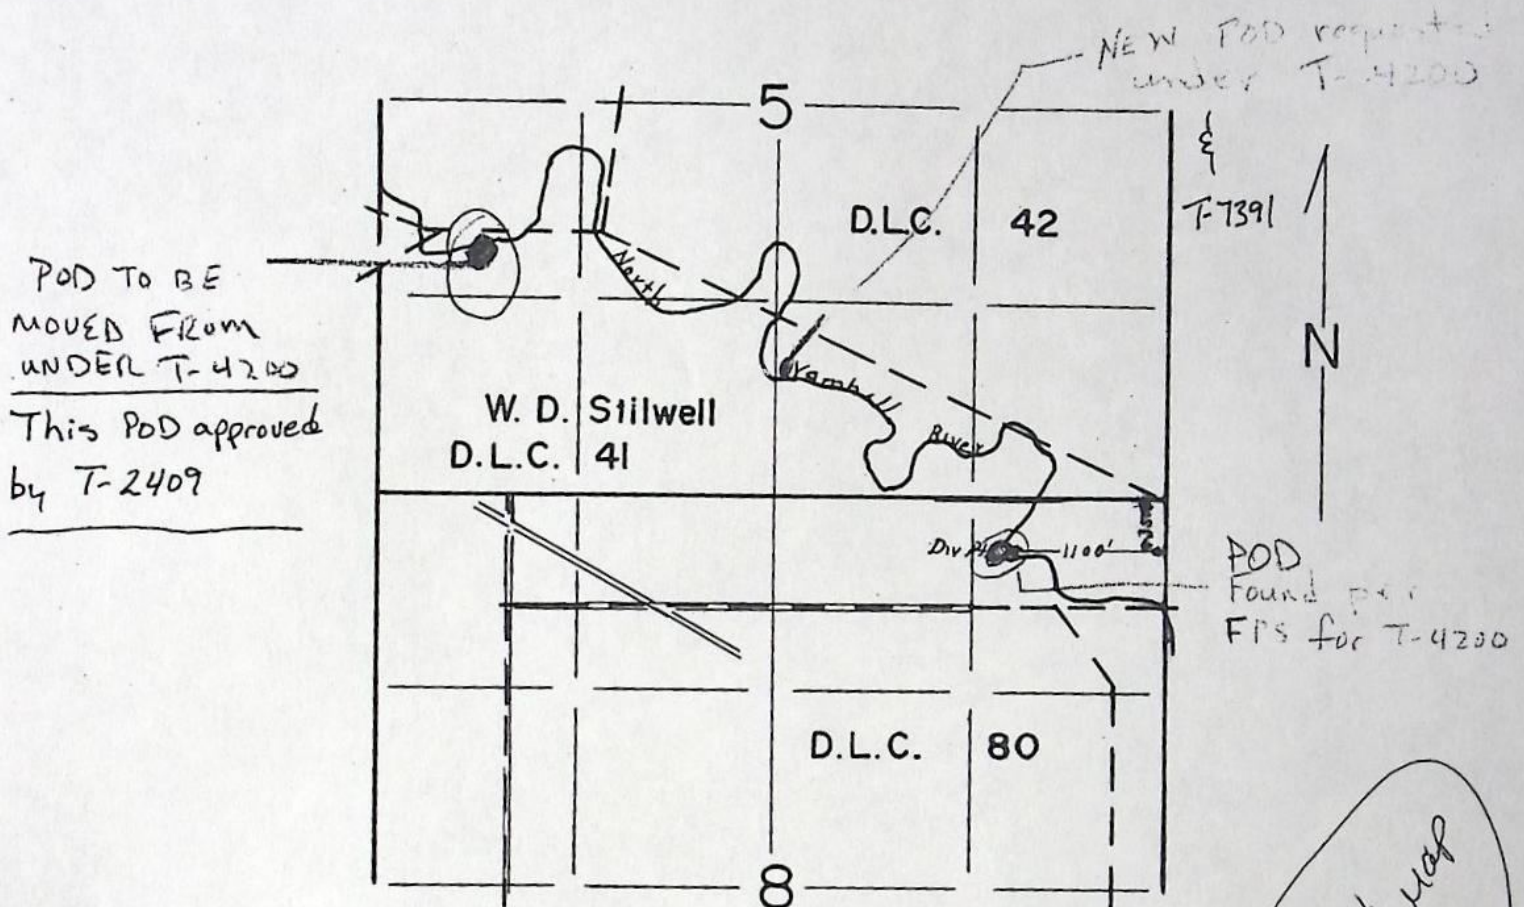 NEW POD requested
under T-4200
5
&
T-7391
D.L.C. 42
POD TO BE
MOVED FROM
UNDER T-4200
This POD approved
by T-2409
North
Yamhill
River
N
W. D. Stilwell
D.L.C. 41
Div. Pt.
1100'
POD
Found per
FPS for T-4200
D.L.C. 80
8
Map